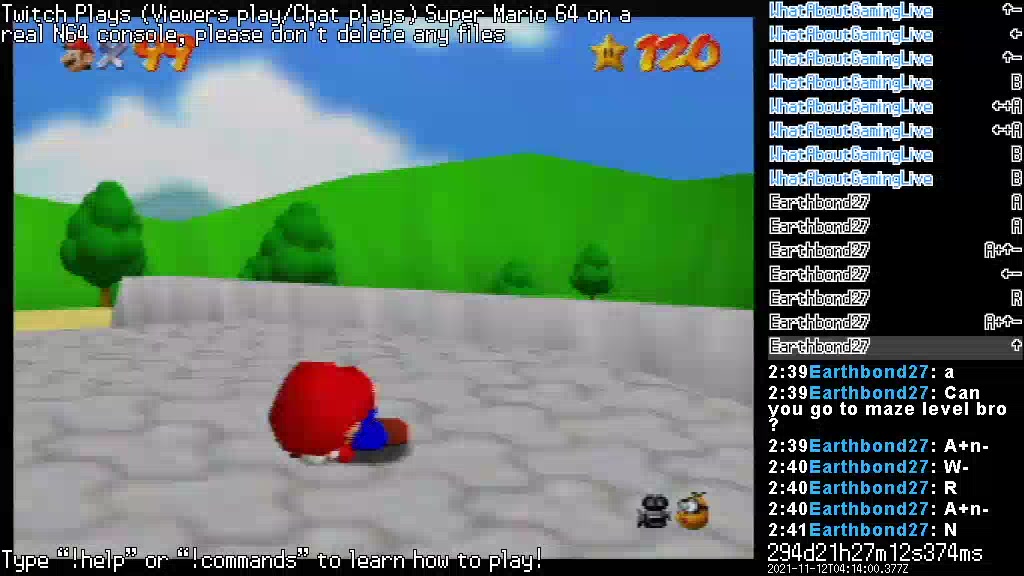 Twitch Plays (Viewers play/Chat plays) Super Mario 64 on a
real N64 console, please don't delete any files
× 99
120
WhatAboutGamingLive ↑-
WhatAboutGamingLive ←
WhatAboutGamingLive ↑-
WhatAboutGamingLive B
WhatAboutGamingLive ←+A
WhatAboutGamingLive ←+A
WhatAboutGamingLive B
WhatAboutGamingLive B
Earthbond27 A
Earthbond27 A
Earthbond27 A+↑-
Earthbond27 ←-
Earthbond27 R
Earthbond27 A+↑-
Earthbond27 ↑
2:39Earthbond27: a
2:39Earthbond27: Can
you go to maze level bro
?
2:39Earthbond27: A+n-
2:40Earthbond27: W-
2:40Earthbond27: R
2:40Earthbond27: A+n-
2:41Earthbond27: N
294d21h27m12s374ms
2021-11-12T04:14:00.377Z
Type “!help” or “!commands” to learn how to play!